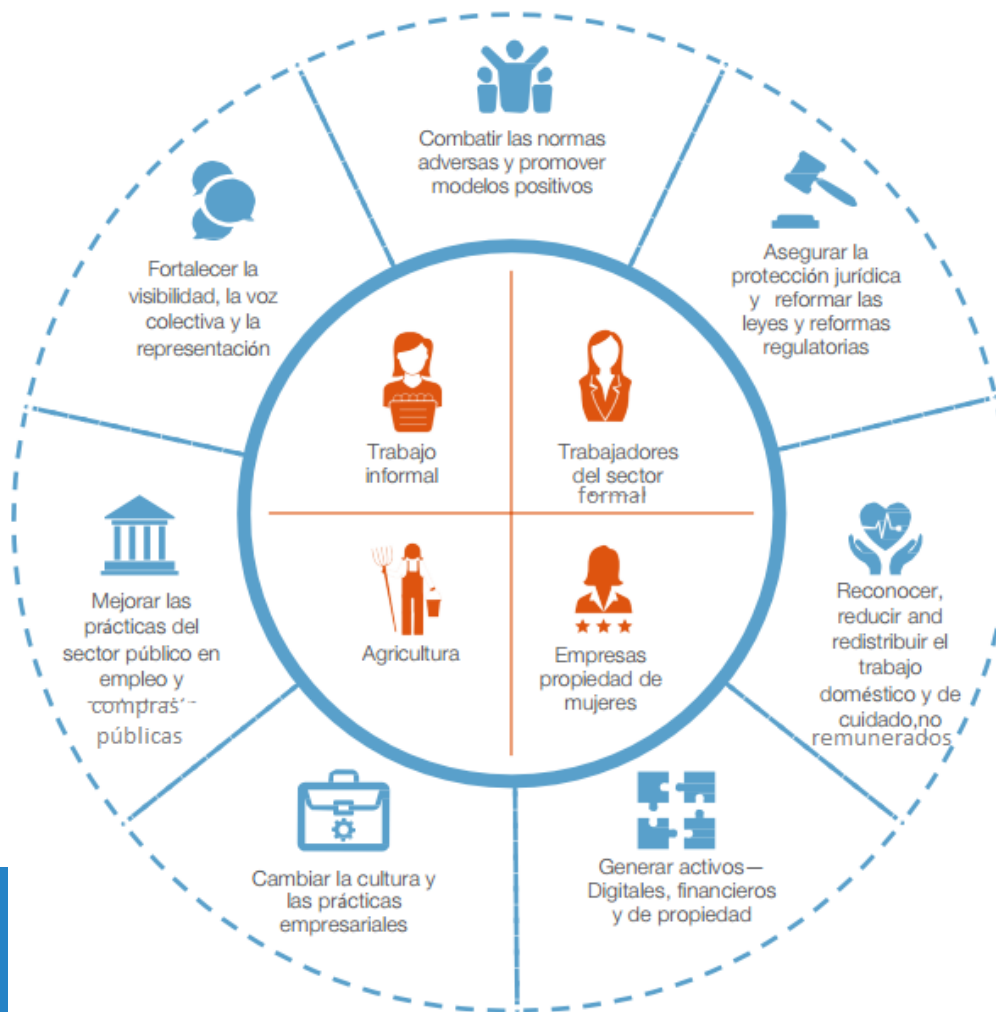 Combatir las normas
adversas y promover
modelos positivos
Asegurar la
protección jurídica
y reformar las
leyes y reformas
regulatorias
Reconocer,
reducir and
redistribuir el
trabajo
doméstico y de
cuidado,no
remunerados
Generar activos—
Digitales, financieros
y de propiedad
Cambiar la cultura y
las prácticas
empresariales
Mejorar las
prácticas del
sector público en
empleo y
compras
públicas
Fortalecer la
visibilidad, la voz
colectiva y la
representación
Trabajo
informal
Trabajadores
del sector
formal
Agricultura
Empresas
propiedad de
mujeres